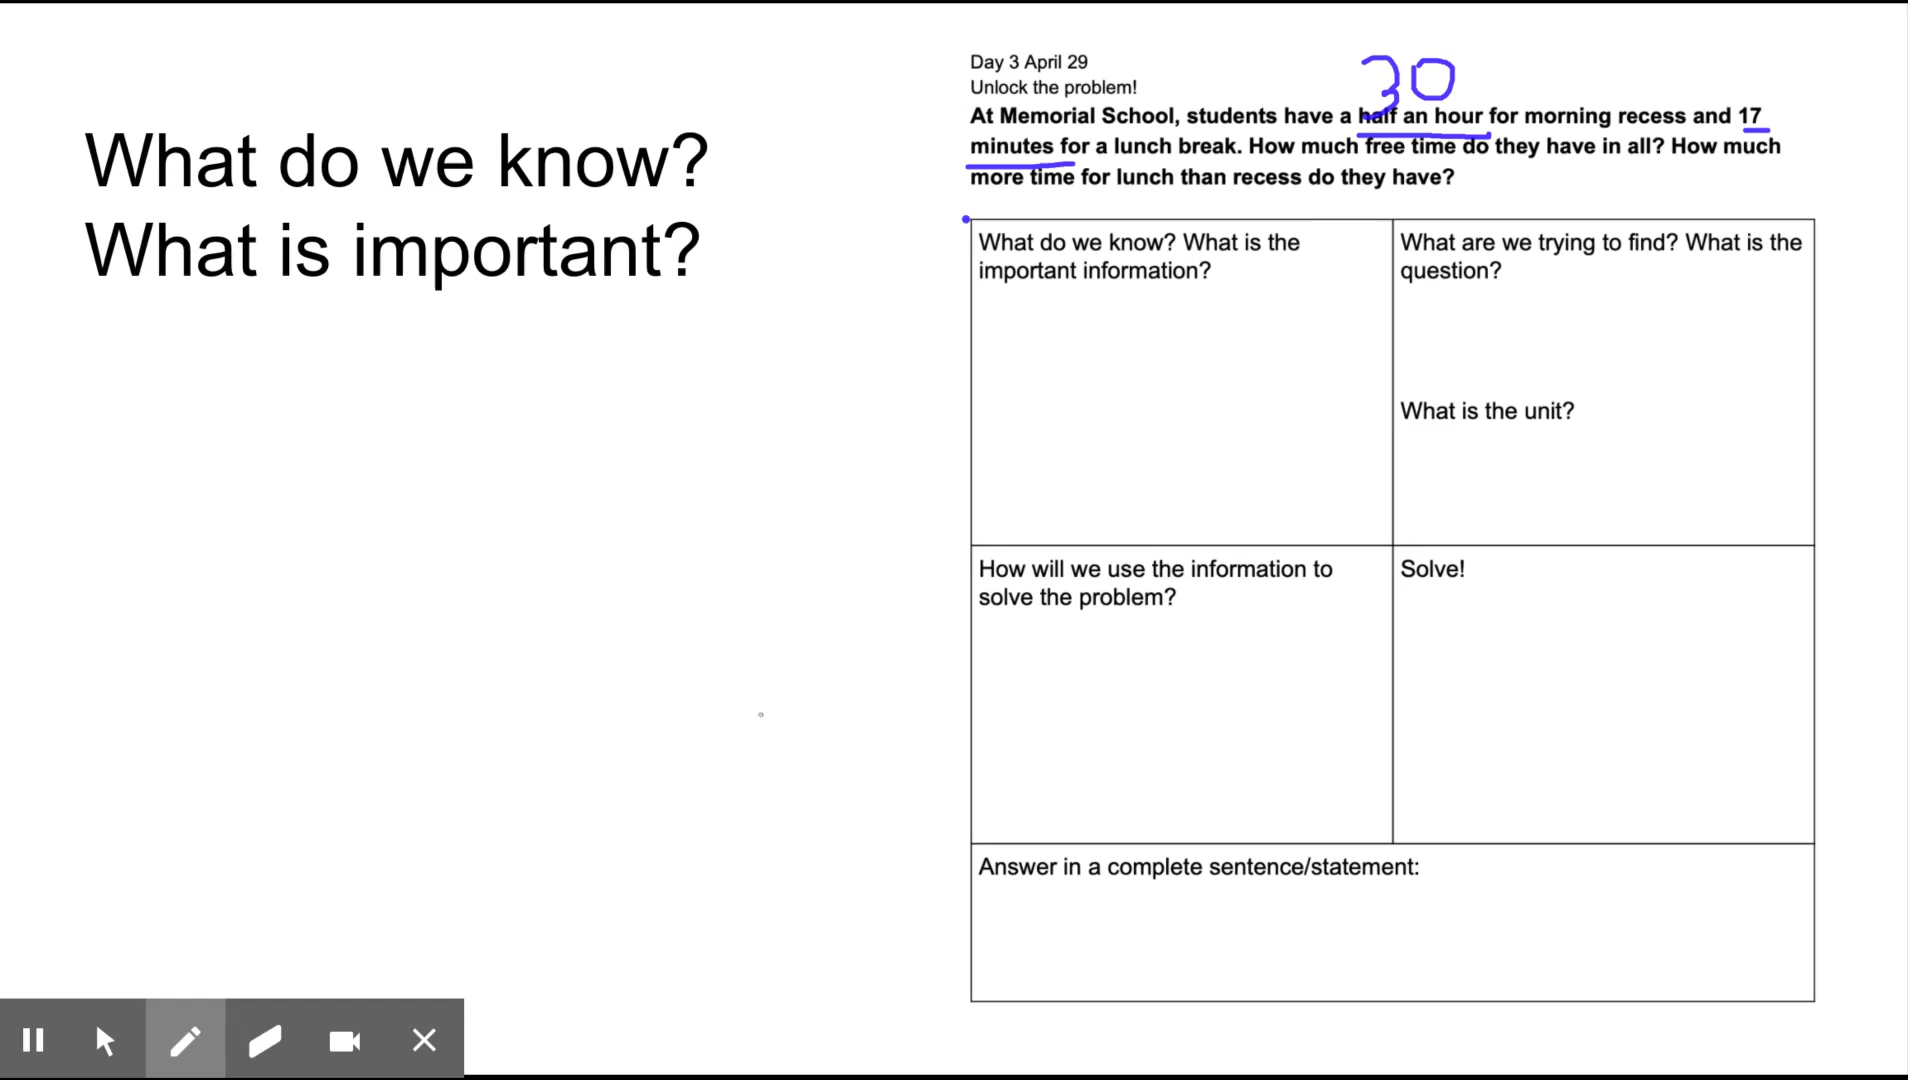 What do we know?
What is important?
Day 3 April 29
Unlock the problem!
30
At Memorial School, students have a half an hour for morning recess and 17
minutes for a lunch break. How much free time do they have in all? How much
more time for lunch than recess do they have?
What do we know? What is the
important information?
What are we trying to find? What is the
question?
What is the unit?
How will we use the information to
solve the problem?
Solve!
Answer in a complete sentence/statement: